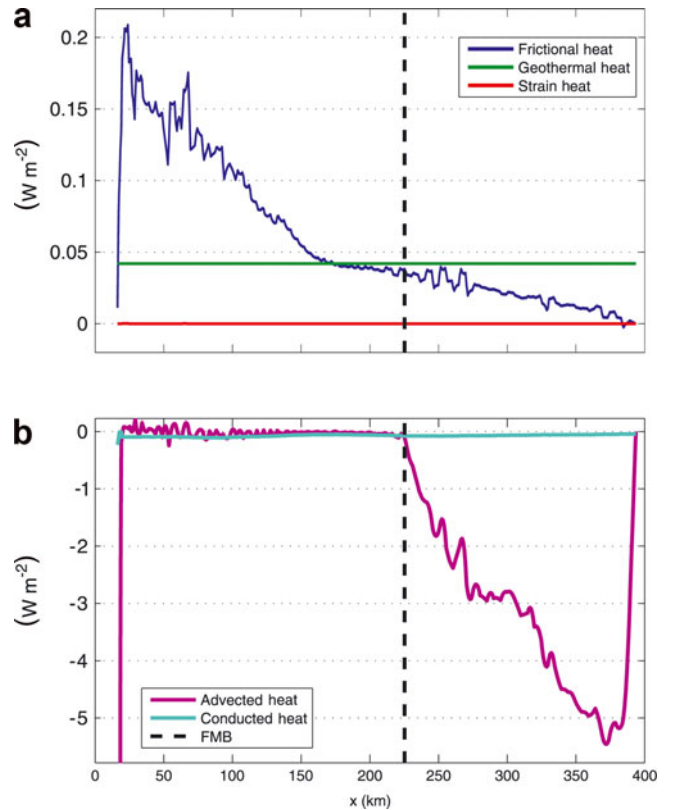 a
0.2
0.15
0.1
0.05
0
(W m-2)
Frictional heat
Geothermal heat
Strain heat
b
0
-1
-2
-3
-4
-5
(W m-2)
Advected heat
Conducted heat
FMB
0 50 100 150 200 250 300 350 400
x (km)